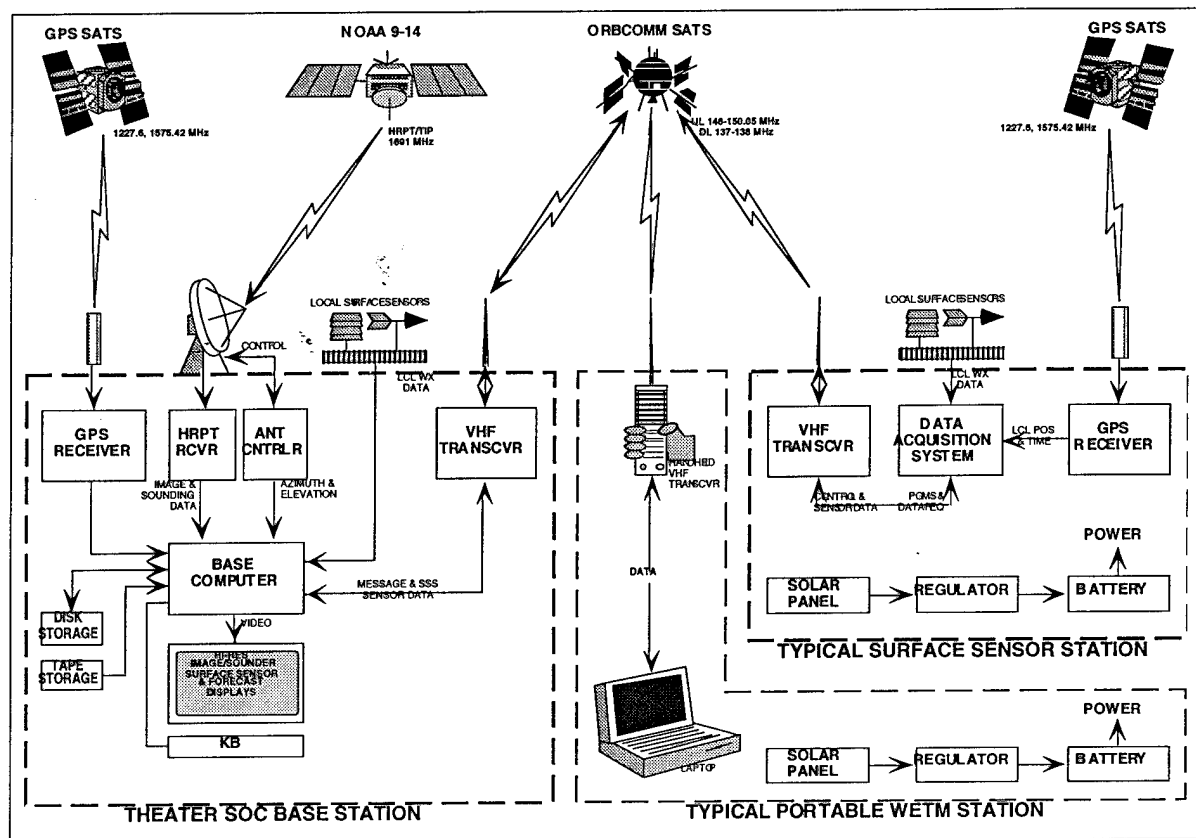 GPS SATS
NOAA 9-14
ORBCOMM SATS
GPS SATS
1227.6, 1575.42 MHz
HRPT/TIP
1691 MHz
UL 148-150.05 MHz
DL 137-138 MHz
1227.6, 1575.42 MHz
LOCAL SURFACE SENSORS
CONTROL
LCL WX
DATA
LOCAL SURFACE SENSORS
LCL WX
DATA
GPS
RECEIVER
HRPT
RCVR
ANT
CNTRLR
VHF
TRANSCVR
HANDHELD
VHF
TRANSCVR
VHF
TRANSCVR
DATA
ACQUISITION
SYSTEM
LCL POS
& TIME
GPS
RECEIVER
IMAGE &
SOUNDING
DATA
AZIMUTH &
ELEVATION
CONTROL &
SENSOR DATA
PGMS &
DATA REQ
BASE
COMPUTER
MESSAGE & SSS
SENSOR DATA
DATA
POWER
SOLAR
PANEL
REGULATOR
BATTERY
TYPICAL SURFACE SENSOR STATION
DISK
STORAGE
TAPE
STORAGE
VIDEO
HI-RES
IMAGE/SOUNDER
SURFACE SENSOR
& FORECAST
DISPLAYS
KB
LAPTOP
POWER
SOLAR
PANEL
REGULATOR
BATTERY
THEATER SOC BASE STATION
TYPICAL PORTABLE WETM STATION